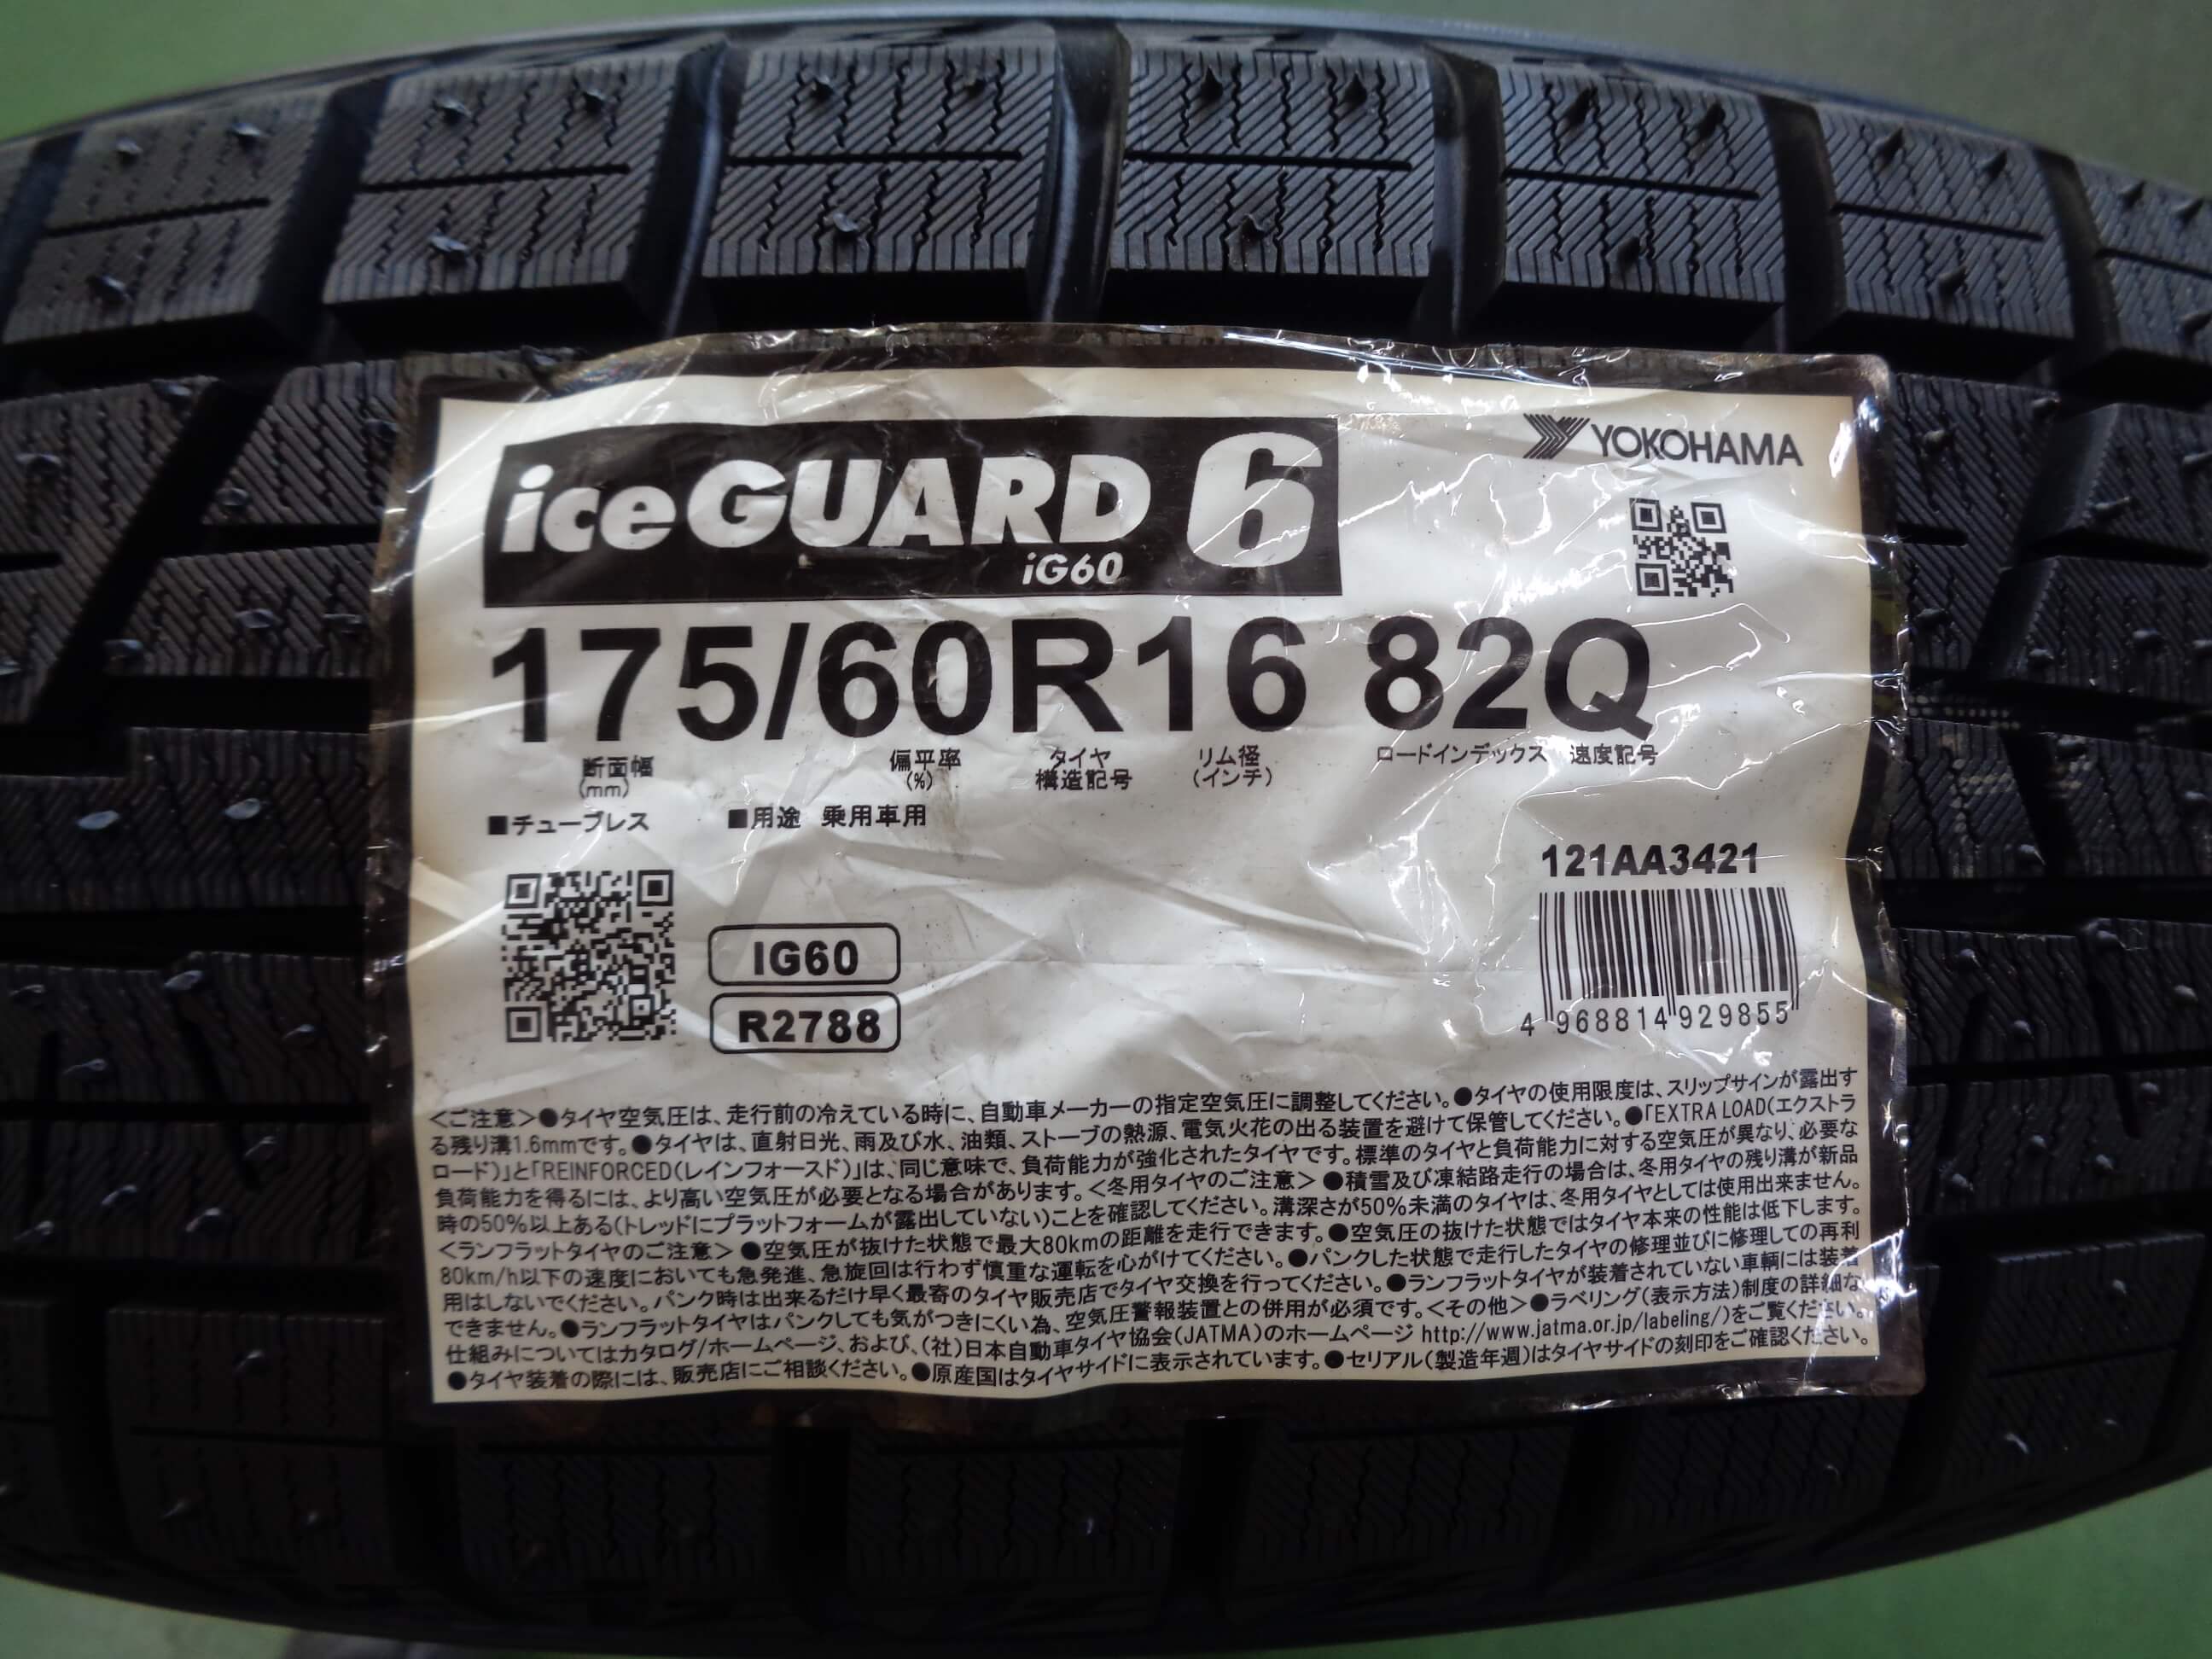 iceGUARD 6
iG60
YOKOHAMA
175/60R16 82Q
断面幅
(mm)
偏平率
(%)
タイヤ
構造記号
リム径
(インチ)
ロードインデックス 速度記号
■チューブレス ■用途 乗用車用
121AA3421
IG60
R2788
4 968814 929855
<ご注意>●タイヤ空気圧は、走行前の冷えている時に、自動車メーカーの指定空気圧に調整してください。●タイヤの使用限度は、スリップサインが露出す
る残り溝1.6mmです。●タイヤは、直射日光、雨及び水、油類、ストーブの熱源、電気火花の出る装置を避けて保管してください。●「EXTRA LOAD(エクストラ
ロード)」と「REINFORCED(レインフォースド)」は、同じ意味で、負荷能力が強化されたタイヤです。標準のタイヤと負荷能力に対する空気圧が異なり、必要な
負荷能力を得るには、より高い空気圧が必要となる場合があります。<冬用タイヤのご注意> ●積雪及び凍結路走行の場合は、冬用タイヤの残り溝が新品
時の50%以上ある(トレッドにプラットフォームが露出していない)ことを確認してください。溝深さが50%未満のタイヤは、冬用タイヤとしては使用出来ません。
<ランフラットタイヤのご注意> ●空気圧が抜けた状態で最大80kmの距離を走行できます。●空気圧の抜けた状態ではタイヤ本来の性能は低下します。
80km/h以下の速度においても急発進、急旋回は行わず慎重な運転を心がけてください。●パンクした状態で走行したタイヤの修理並びに修理しての再利
用はしないでください。パンク時は出来るだけ早く最寄のタイヤ販売店でタイヤ交換を行ってください。●ランフラットタイヤが装着されていない車輌には装着
できません。●ランフラットタイヤはパンクしても気がつきにくい為、空気圧警報装置との併用が必須です。<その他>●ラベリング(表示方法)制度の詳細な
仕組みについてはカタログ/ホームページ、および、(社)日本自動車タイヤ協会(JATMA)のホームページ http://www.jatma.or.jp/labeling/)をご覧ください。
●タイヤ装着の際には、販売店にご相談ください。●原産国はタイヤサイドに表示されています。●セリアル(製造年週)はタイヤサイドの刻印をご確認ください。